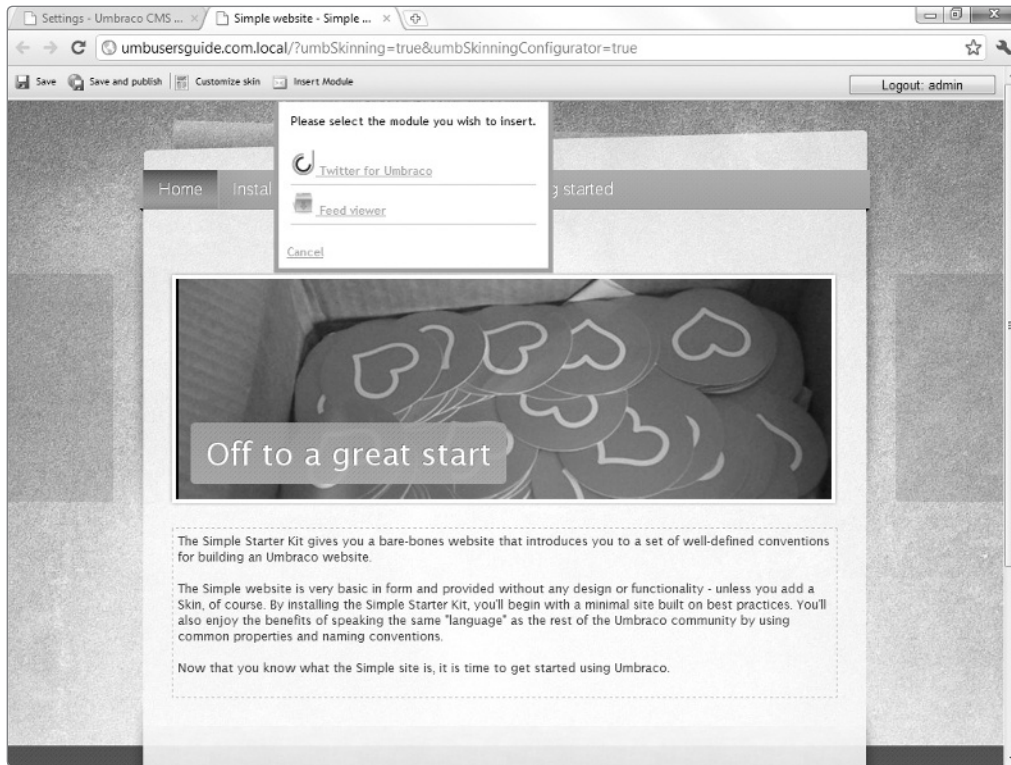 Settings - Umbraco CMS ...
Simple website - Simple ...
umbusersguide.com.local/?umbSkinning=true&umbSkinningConfigurator=true
Save
Save and publish
Customize skin
Insert Module
Logout: admin
Please select the module you wish to insert.
Twitter for Umbraco
Feed viewer
Cancel
Home
Instal
g started
Off to a great start
The Simple Starter Kit gives you a bare-bones website that introduces you to a set of well-defined conventions
for building an Umbraco website.
The Simple website is very basic in form and provided without any design or functionality - unless you add a
Skin, of course. By installing the Simple Starter Kit, you'll begin with a minimal site built on best practices. You'll
also enjoy the benefits of speaking the same "language" as the rest of the Umbraco community by using
common properties and naming conventions.
Now that you know what the Simple site is, it is time to get started using Umbraco.